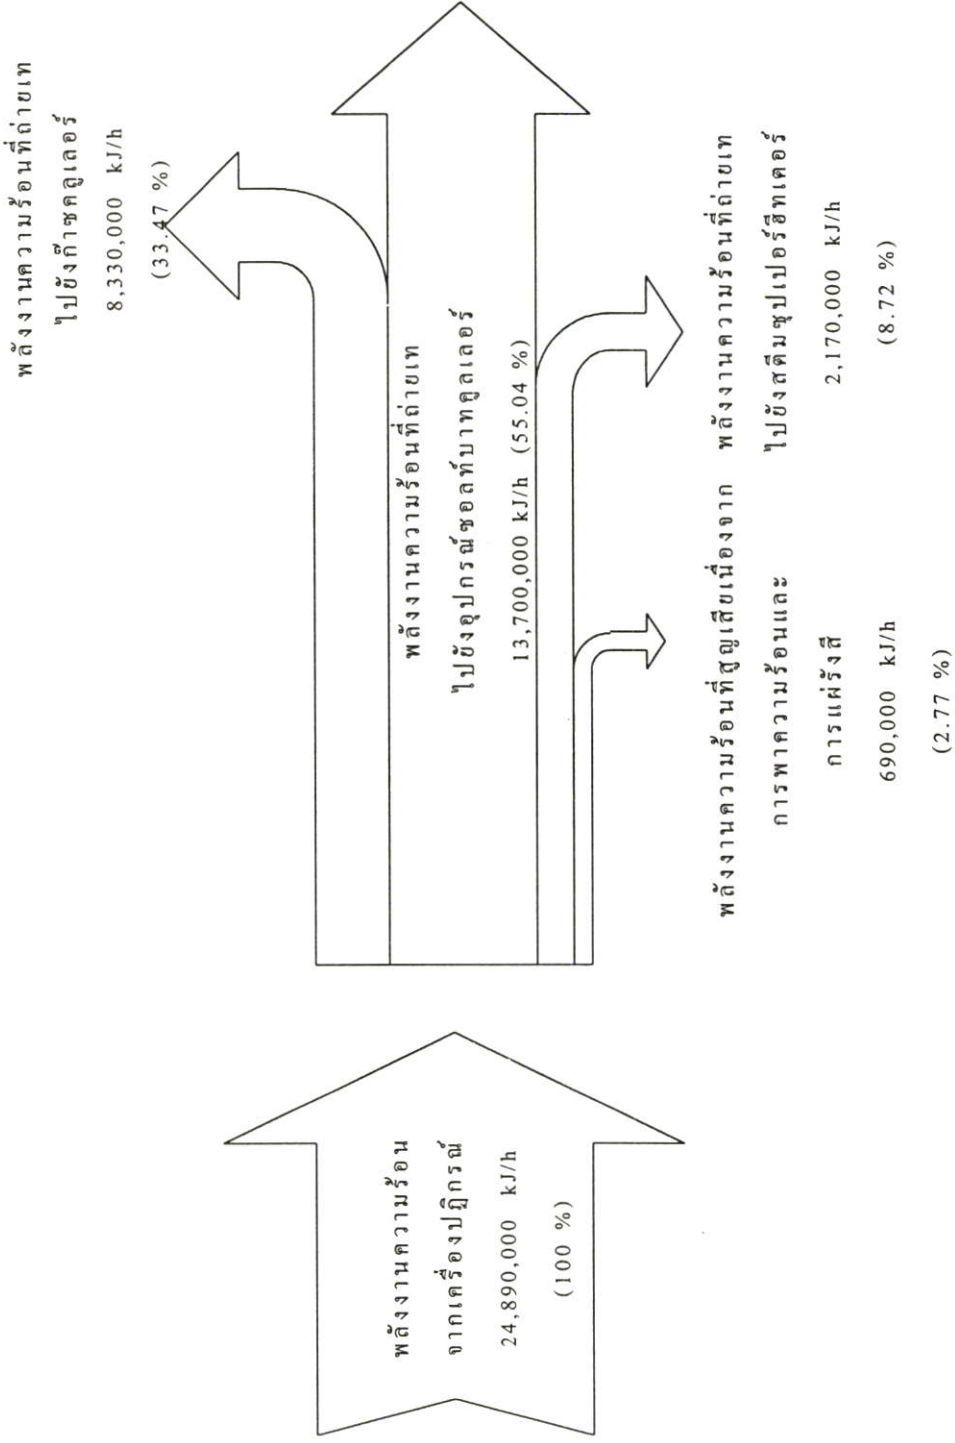 พลังงานความร้อน
จากเครื่องปฏิกรณ์
24,890,000 kJ/h
(100 %)
พลังงานความร้อนที่ถ่ายเท
ไปยังก๊าซคลูเลอร์
8,330,000 kJ/h
(33.47 %)
พลังงานความร้อนที่ถ่ายเท
ไปยังอุปกรณ์ซอลท์บาทคูลเลอร์
13,700,000 kJ/h (55.04 %)
พลังงานความร้อนที่สูญเสียเนื่องจาก
การพาความร้อนและ
การแผ่รังสี
690,000 kJ/h
(2.77 %)
พลังงานความร้อนที่ถ่ายเท
ไปยังสตีมซุปเปอร์ฮีทเตอร์
2,170,000 kJ/h
(8.72 %)